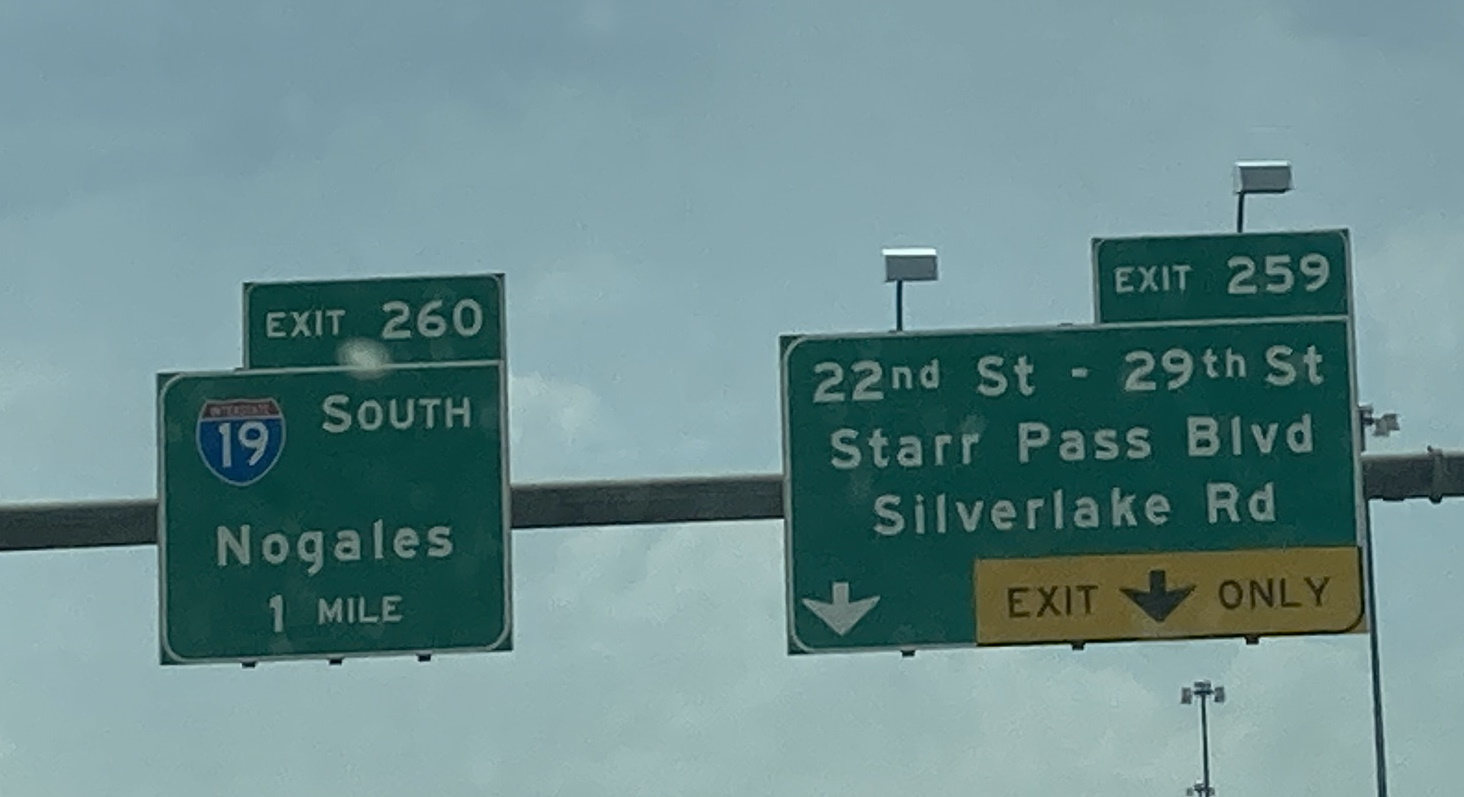 EXIT 260
INTERSTATE
19
SOUTH
Nogales
1 MILE
EXIT 259
22nd St - 29th St
Starr Pass Blvd
Silverlake Rd
EXIT ONLY